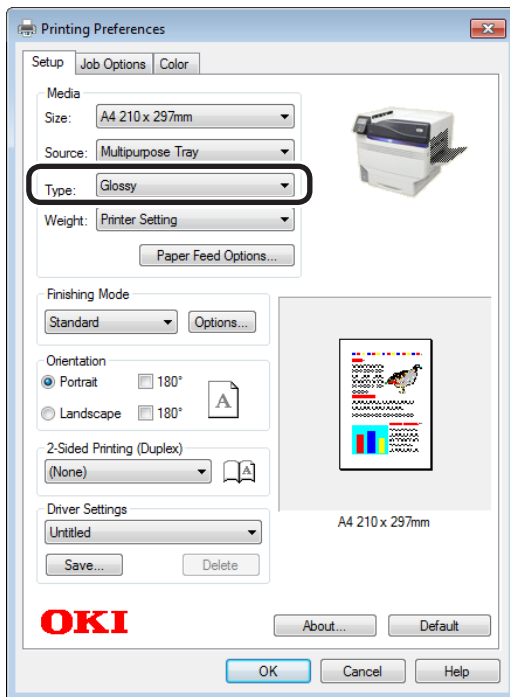 Printing Preferences
Setup Job Options Color
Media
Size: A4 210 x 297mm
Source: Multipurpose Tray
Type: Glossy
Weight: Printer Setting
Paper Feed Options...
Finishing Mode
Standard Options...
Orientation
Portrait 180°
Landscape 180°
A
2-Sided Printing (Duplex)
(None) A
Driver Settings
Untitled
Save... Delete
A4 210 x 297mm
OKI
About... Default
OK Cancel Help